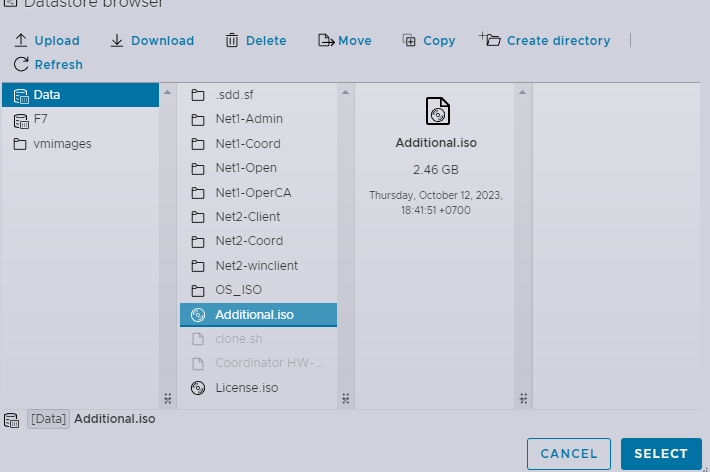 Datastore browser
Upload Download Delete Move Copy Create directory
Refresh
Data
F7
vmimages
.sdd.sf
Net1-Admin
Net1-Coord
Net1-Open
Net1-OperCA
Net2-Client
Net2-Coord
Net2-winclient
OS_ISO
Additional.iso
clone.sh
Coordinator HW-...
License.iso
Additional.iso
2.46 GB
Thursday, October 12, 2023,
18:41:51 +0700
[Data] Additional.iso
CANCEL SELECT